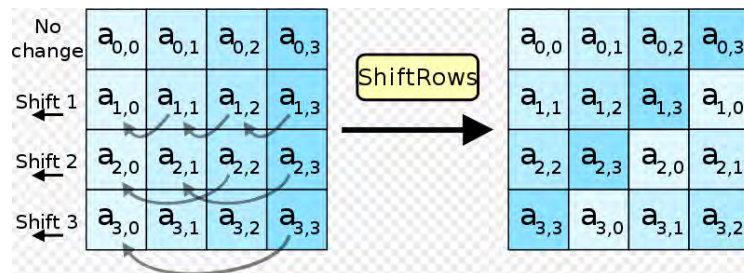 No
change
a0,0 a0,1 a0,2 a0,3
Shift 1
a1,0 a1,1 a1,2 a1,3
Shift 2
a2,0 a2,1 a2,2 a2,3
Shift 3
a3,0 a3,1 a3,2 a3,3
ShiftRows
a0,0 a0,1 a0,2 a0,3
a1,1 a1,2 a1,3 a1,0
a2,2 a2,3 a2,0 a2,1
a3,3 a3,0 a3,1 a3,2